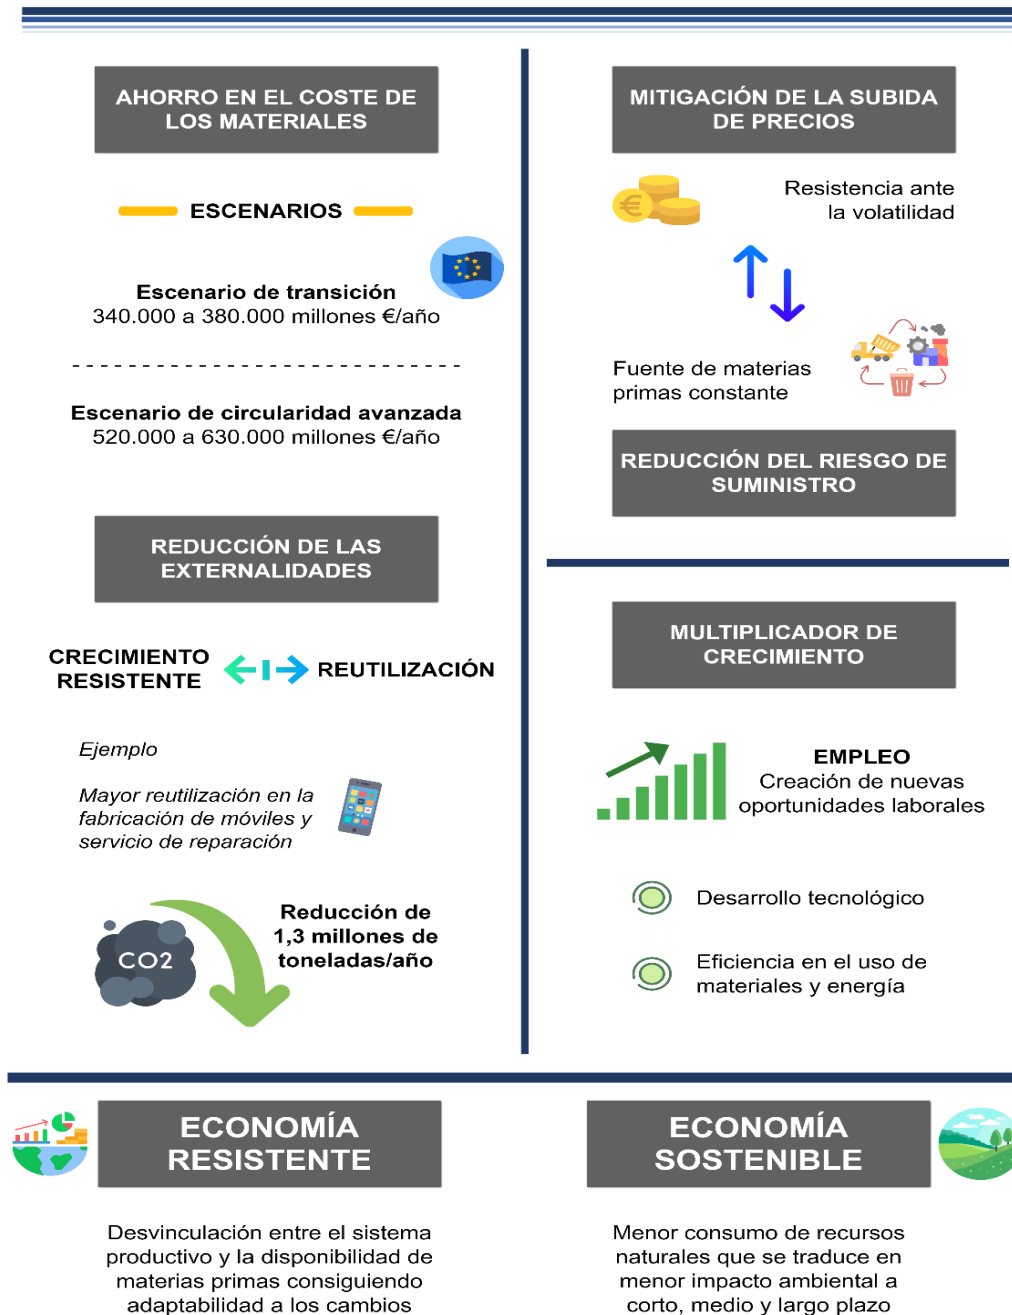 AHORRO EN EL COSTE DE
LOS MATERIALES
ESCENARIOS
Escenario de transición
340.000 a 380.000 millones €/año
Escenario de circularidad avanzada
520.000 a 630.000 millones €/año
REDUCCIÓN DE LAS
EXTERNALIDADES
CRECIMIENTO
RESISTENTE
REUTILIZACIÓN
Ejemplo
Mayor reutilización en la
fabricación de móviles y
servicio de reparación
CO2
Reducción de
1,3 millones de
toneladas/año
MITIGACIÓN DE LA SUBIDA
DE PRECIOS
€
Resistencia ante
la volatilidad
Fuente de materias
primas constante
REDUCCIÓN DEL RIESGO DE
SUMINISTRO
MULTIPLICADOR DE
CRECIMIENTO
EMPLEO
Creación de nuevas
oportunidades laborales
Desarrollo tecnológico
Eficiencia en el uso de
materiales y energía
ECONOMÍA
RESISTENTE
Desvinculación entre el sistema
productivo y la disponibilidad de
materias primas consiguiendo
adaptabilidad a los cambios
ECONOMÍA
SOSTENIBLE
Menor consumo de recursos
naturales que se traduce en
menor impacto ambiental a
corto, medio y largo plazo